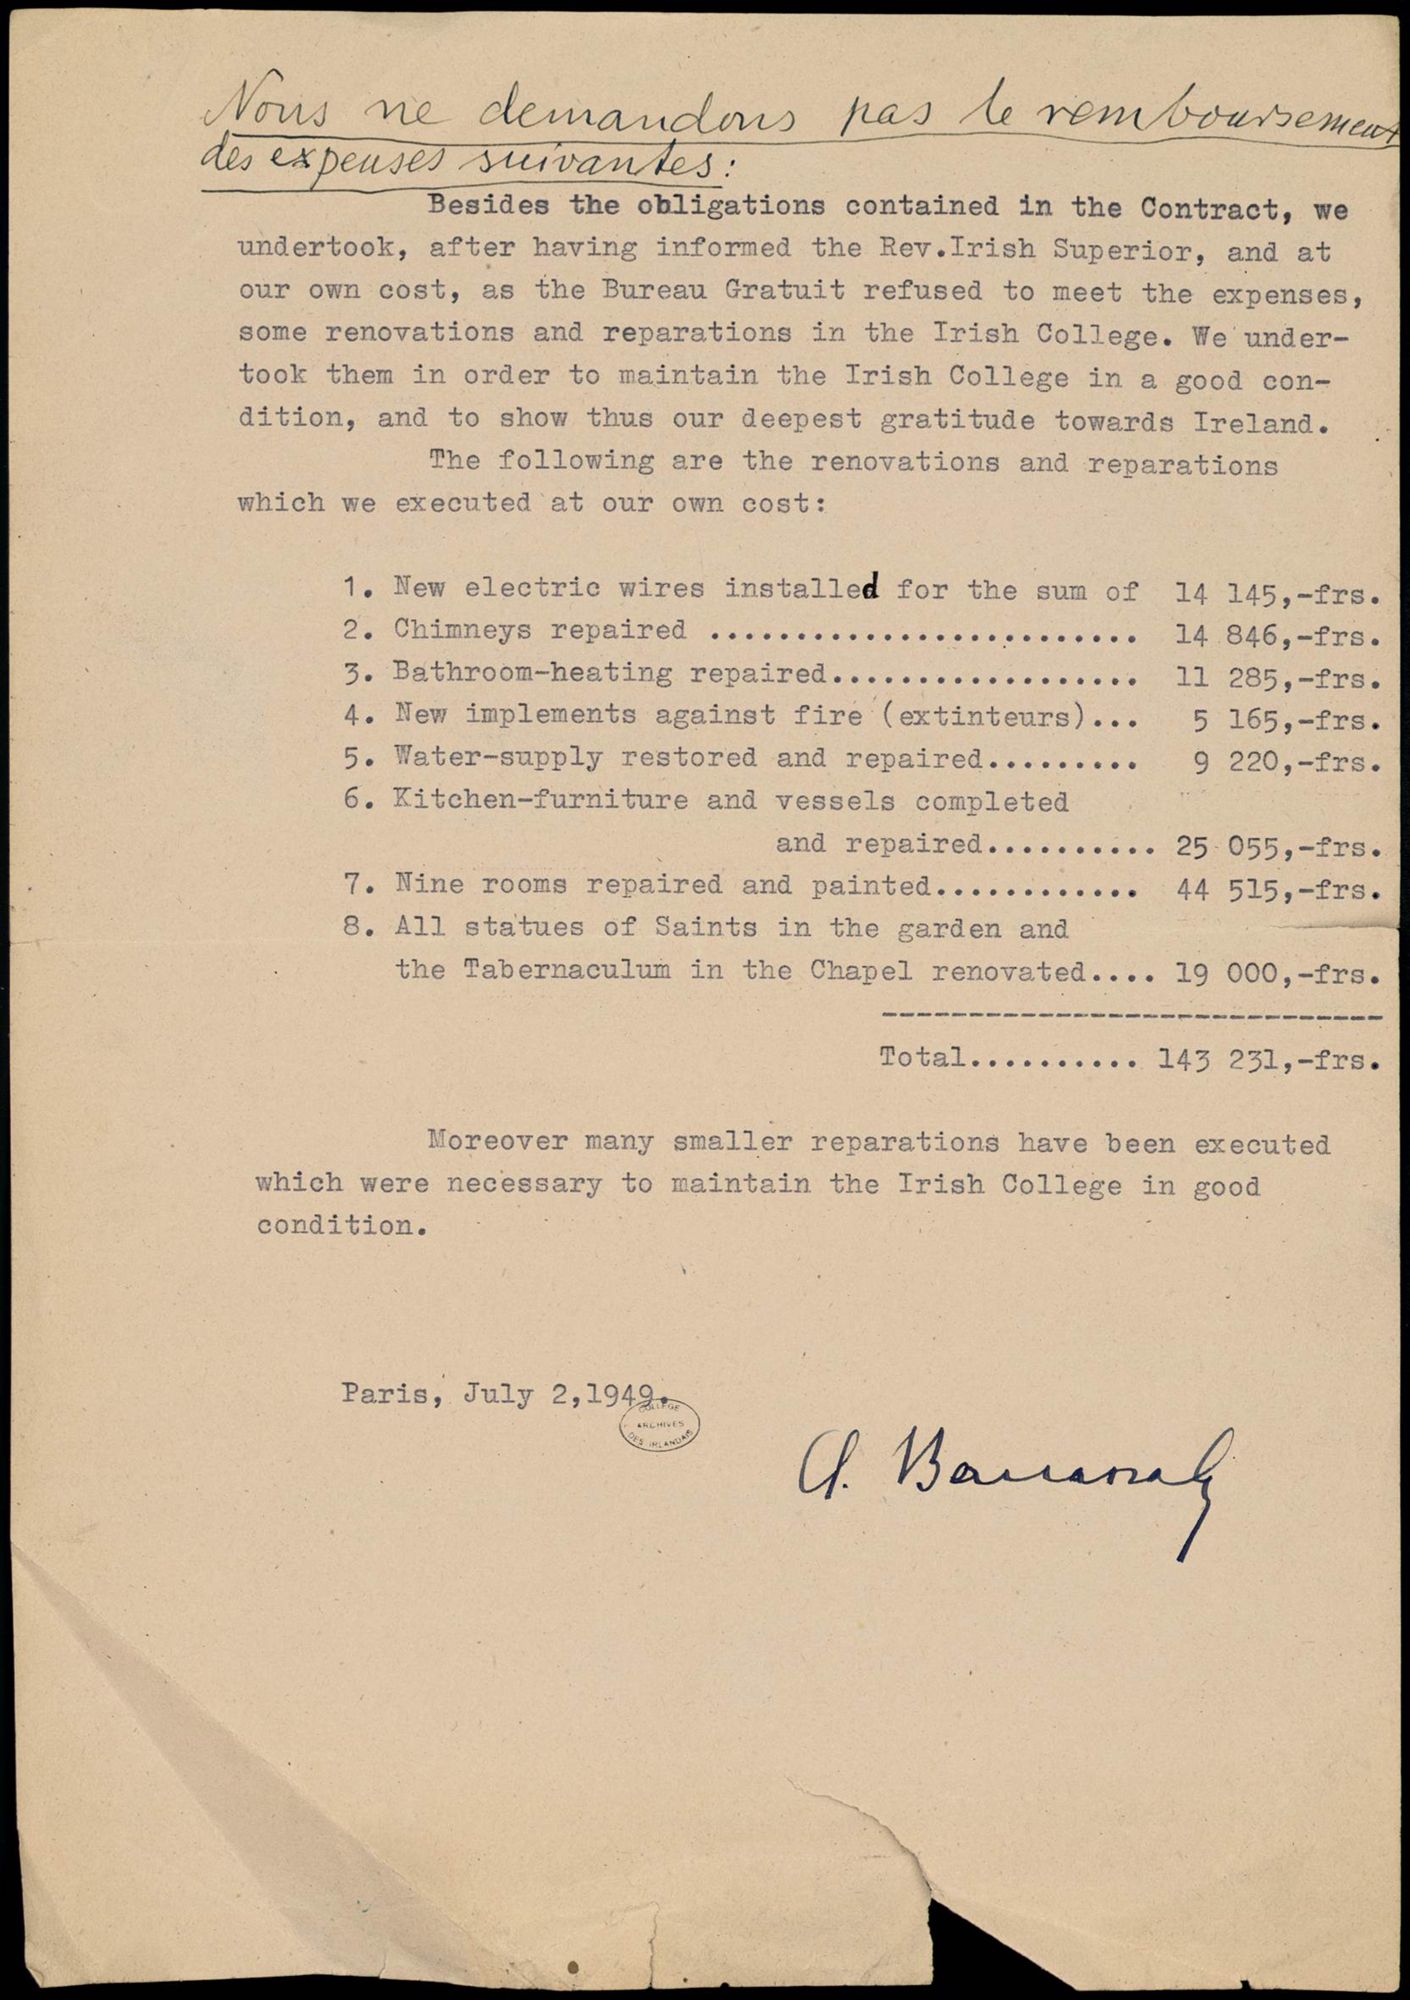 Nous ne demandons pas le remboursement
des expenses suivantes:
Besides the obligations contained in the Contract, we
undertook, after having informed the Rev.Irish Superior, and at
our own cost, as the Bureau Gratuit refused to meet the expenses,
some renovations and reparations in the Irish College. We under-
took them in order to maintain the Irish College in a good con-
dition, and to show thus our deepest gratitude towards Ireland.
The following are the renovations and reparations
which we executed at our own cost:
1. New electric wires installed for the sum of 14 145,-frs.
2. Chimneys repaired ......................... 14 846,-frs.
3. Bathroom-heating repaired.................. 11 285,-frs.
4. New implements against fire (extinteurs)... 5 165,-frs.
5. Water-supply restored and repaired......... 9 220,-frs.
6. Kitchen-furniture and vessels completed
and repaired.......... 25 055,-frs.
7. Nine rooms repaired and painted............ 44 515,-frs.
8. All statues of Saints in the garden and
the Tabernaculum in the Chapel renovated.... 19 000,-frs.
-----------------------------
Total.......... 143 231,-frs.
Moreover many smaller reparations have been executed
which were necessary to maintain the Irish College in good
condition.
Paris, July 2,1949.
COLLEGE
ARCHIVES
DES IRLANDAIS